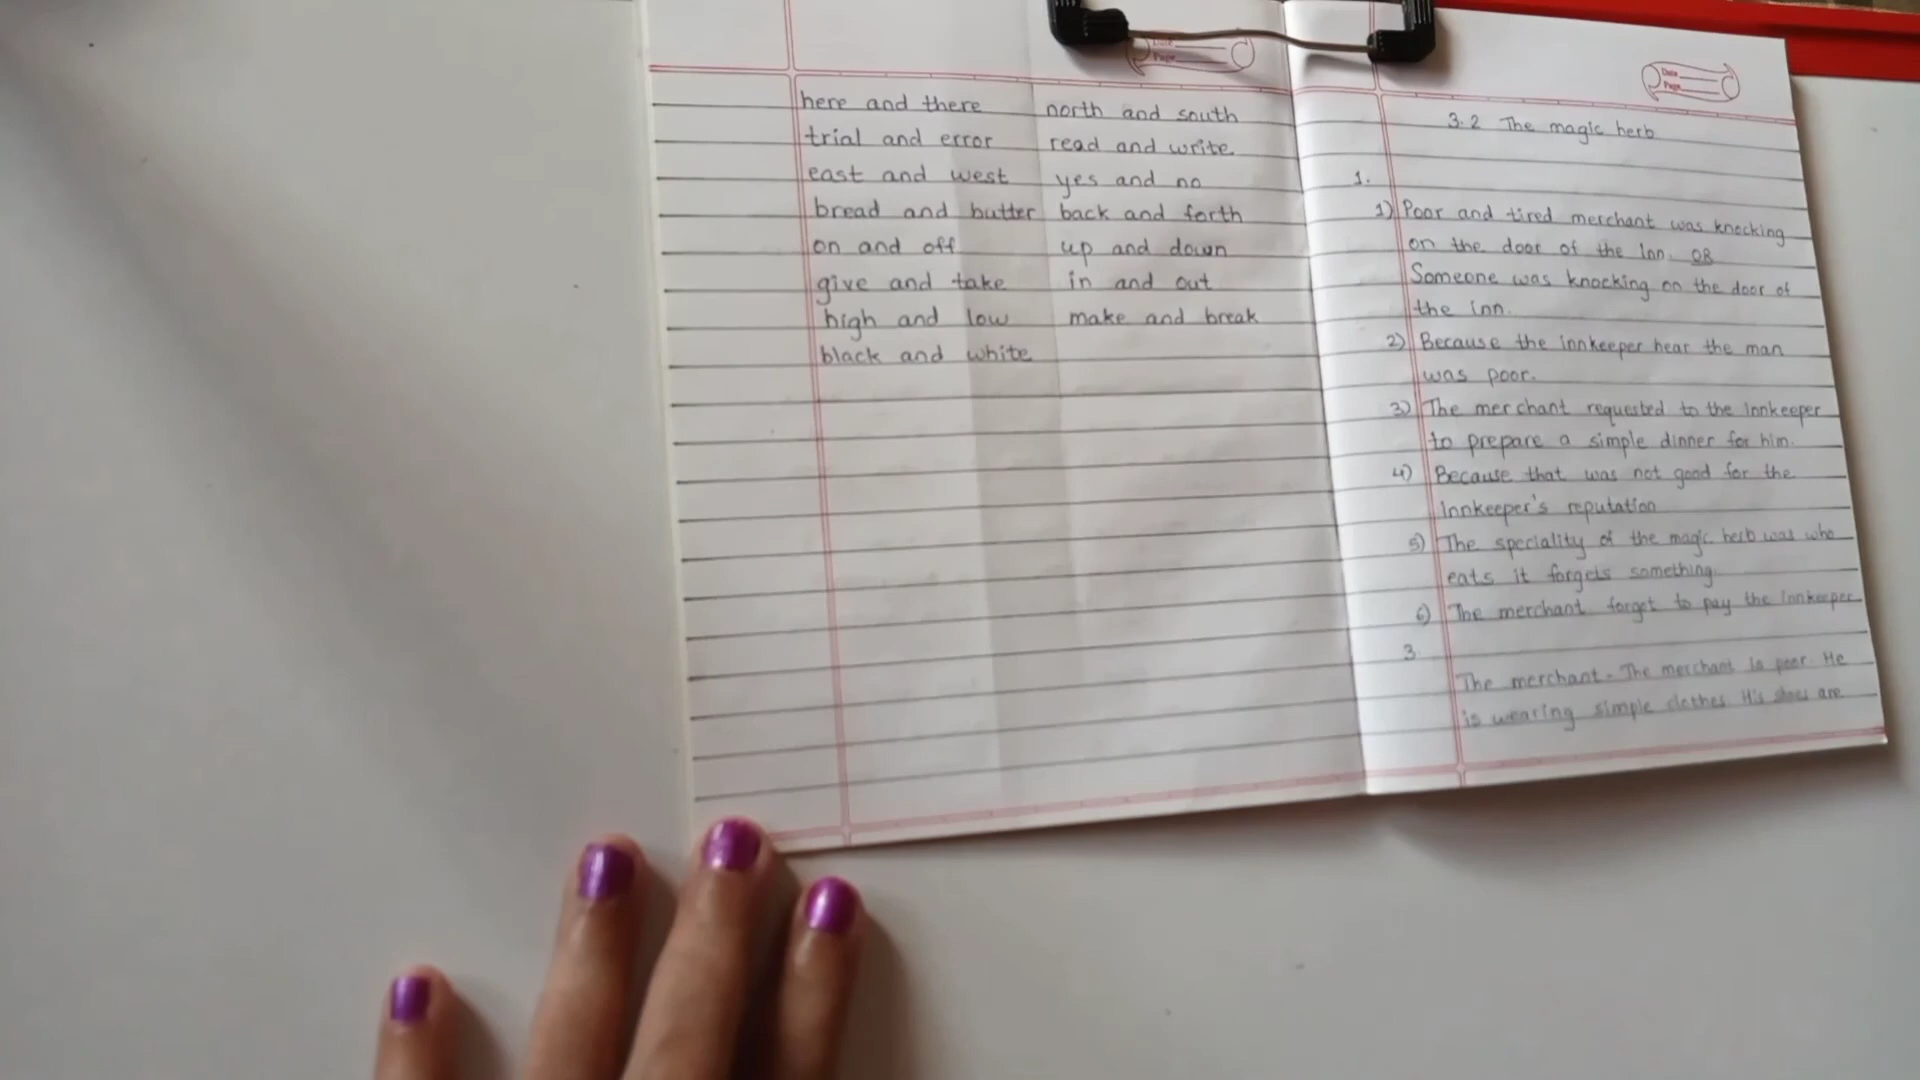 here and there
trial and error
east and west
bread and butter
on and off
give and take
high and low
black and white
north and south
read and write
yes and no
back and forth
up and down
in and out
make and break
Date
Page
Date
Page
3.2 The magic herb
1.
1) Poor and tired merchant was knocking
on the door of the Inn. OR
Someone was knocking on the door of
the inn.
2) Because the innkeeper hear the man
was poor.
3) The merchant requested to the innkeeper
to prepare a simple dinner for him.
4) Because that was not good for the
innkeeper's reputation
5) The speciality of the magic herb was who
eats it forgets something.
6) The merchant forget to pay the innkeeper
3.
The merchant - The merchant is poor. He
is wearing simple clothes His shoes are